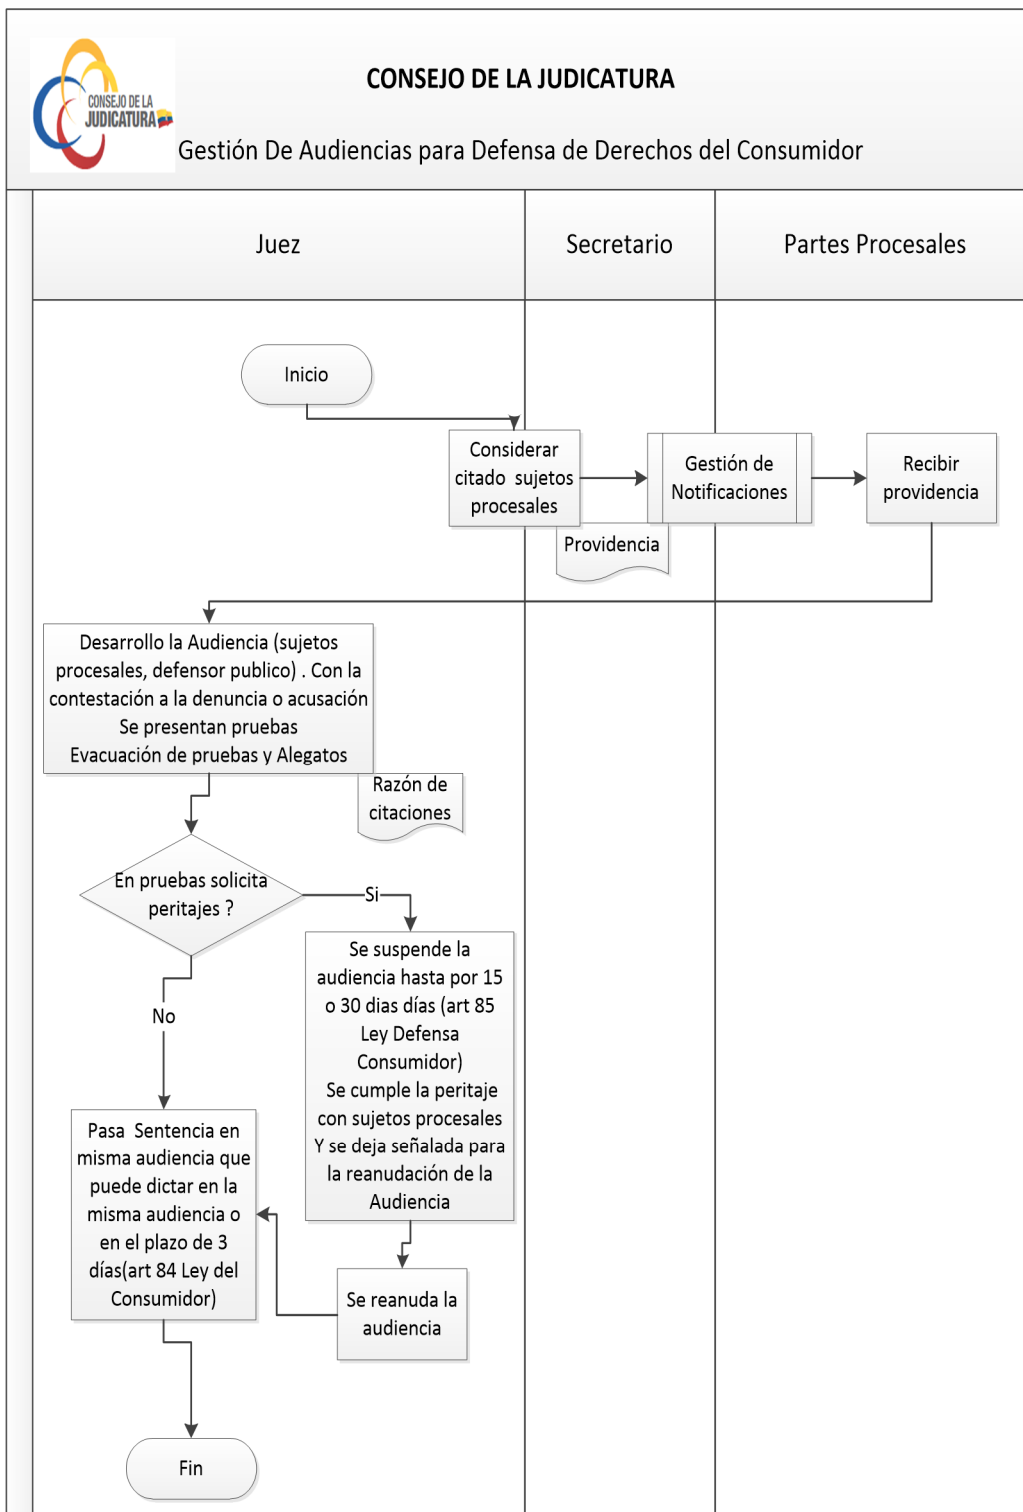 CONSEJO DE LA
JUDICATURA
CONSEJO DE LA JUDICATURA
Gestión De Audiencias para Defensa de Derechos del Consumidor
Juez
Secretario
Partes Procesales
Inicio
Considerar
citado sujetos
procesales
Gestión de
Notificaciones
Recibir
providencia
Providencia
Desarrollo la Audiencia (sujetos
procesales, defensor publico) . Con la
contestación a la denuncia o acusación
Se presentan pruebas
Evacuación de pruebas y Alegatos
Razón de
citaciones
En pruebas solicita
peritajes ?
Si
Se suspende la
audiencia hasta por 15
o 30 dias días (art 85
Ley Defensa
Consumidor)
Se cumple la peritaje
con sujetos procesales
Y se deja señalada para
la reanudación de la
Audiencia
No
Pasa Sentencia en
misma audiencia que
puede dictar en la
misma audiencia o
en el plazo de 3
días(art 84 Ley del
Consumidor)
Se reanuda la
audiencia
Fin